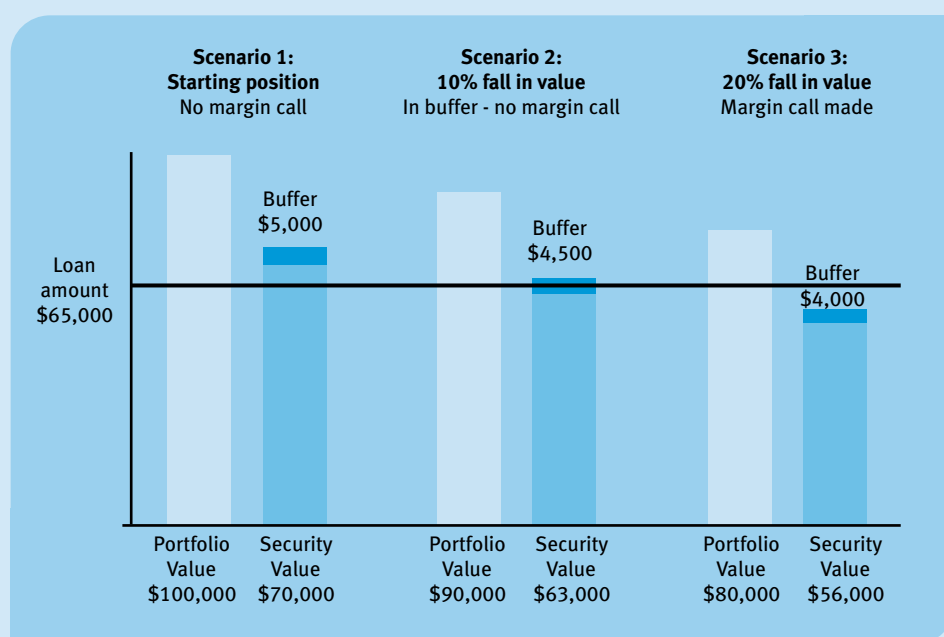 Scenario 1:
Starting position
No margin call
Scenario 2:
10% fall in value
In buffer - no margin call
Scenario 3:
20% fall in value
Margin call made
Loan
amount
$65,000
Buffer
$5,000
Buffer
$4,500
Buffer
$4,000
Portfolio
Value
$100,000
Security
Value
$70,000
Portfolio
Value
$90,000
Security
Value
$63,000
Portfolio
Value
$80,000
Security
Value
$56,000